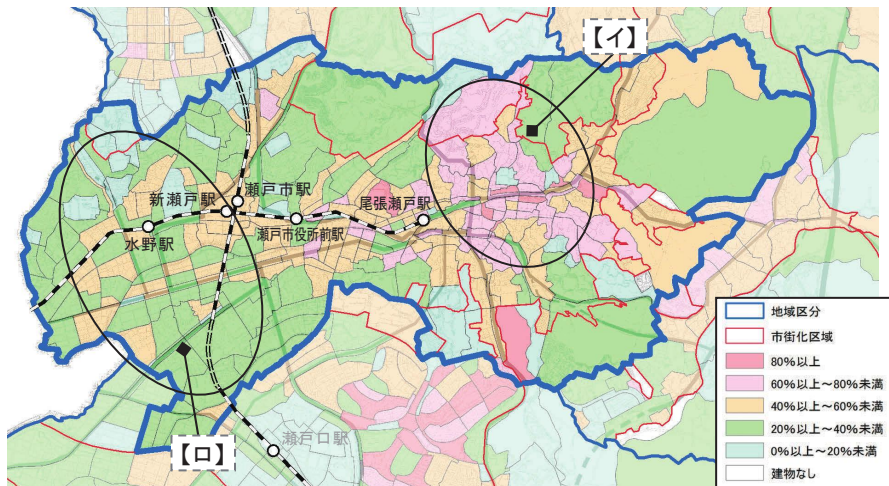 【イ】
瀬戸市駅
新瀬戸駅
尾張瀬戸駅
瀬戸市役所前駅
水野駅
【ロ】
瀬戸口駅
地域区分
市街化区域
80%以上
60%以上～80%未満
40%以上～60%未満
20%以上～40%未満
0%以上～20%未満
建物なし